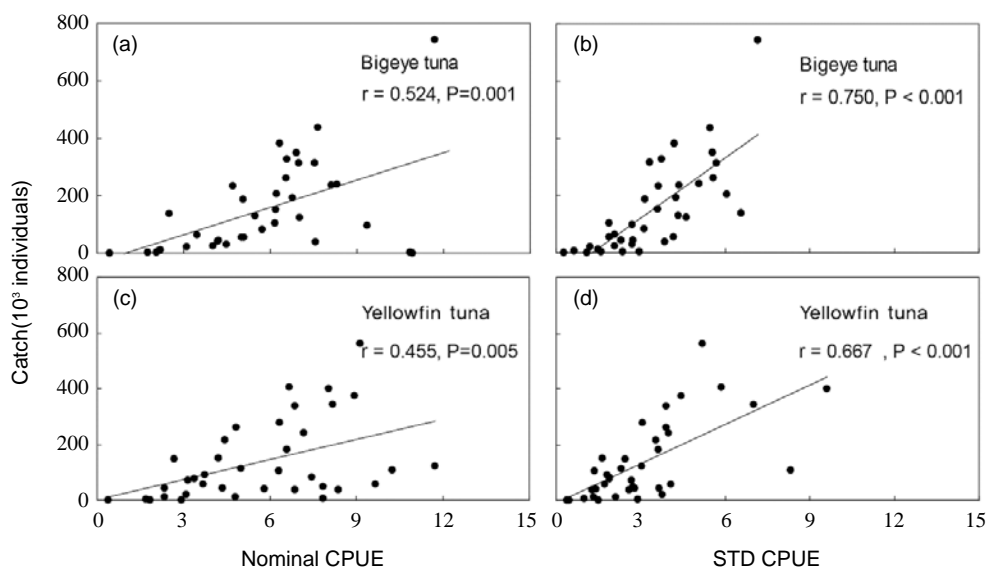 800
(a)
(b)
Bigeye tuna
Bigeye tuna
600
r = 0.524, P=0.001
r = 0.750, P < 0.001
400
200
0
800
(c)
(d)
Yellowfin tuna
Yellowfin tuna
600
r = 0.455, P=0.005
r = 0.667 , P < 0.001
400
200
0
0 3 6 9 12 15
0 3 6 9 12 15
Nominal CPUE
STD CPUE
Catch(10³ individuals)